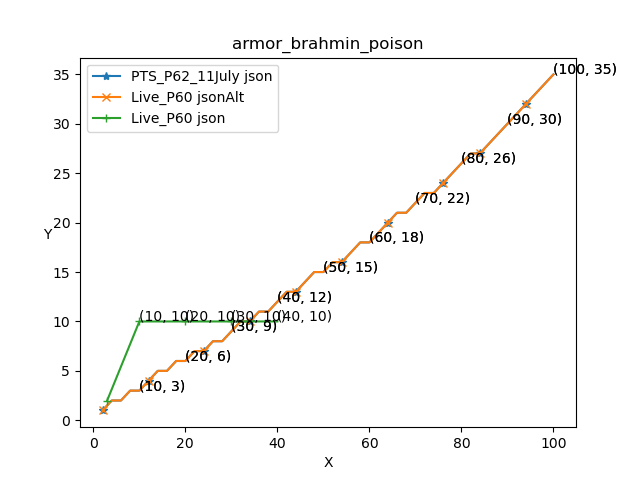 armor_brahmin_poison
PTS_P62_11July json
Live_P60 jsonAlt
Live_P60 json
(100, 35)
(90, 30)
(80, 26)
(70, 22)
(60, 18)
(50, 15)
(40, 12)
(10, 10) (20, 10) (30, 10) (40, 10)
(30, 9)
(20, 6)
(10, 3)
35
30
25
20
Y
15
10
5
0
0 20 40 60 80 100
X